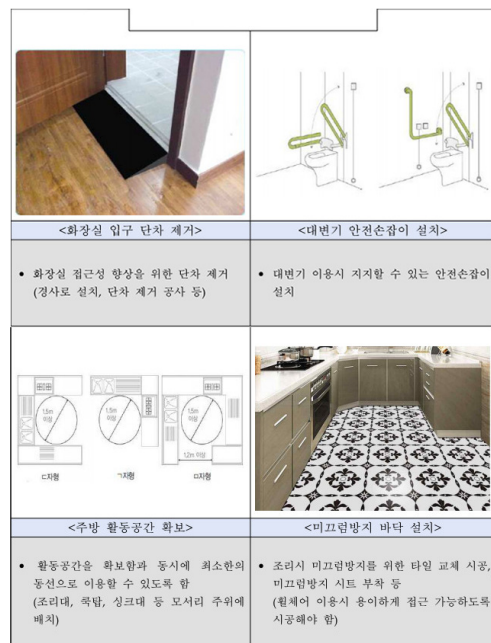 <화장실 입구 단차 제거>
<대변기 안전손잡이 설치>
• 화장실 접근성 향상을 위한 단차 제거
(경사로 설치, 단차 제거 공사 등)
• 대변기 이용시 지지할 수 있는 안전손잡이
설치
1.5m
이상
1.5m
이상
1.5m
이상
1.2m 이상
ㄷ자형
ㄱ자형
ㅁ자형
<주방 활동공간 확보>
<미끄럼방지 바닥 설치>
• 활동공간을 확보함과 동시에 최소한의
동선으로 이용할 수 있도록 함
(조리대, 쿡탑, 싱크대 등 모서리 주위에
배치)
• 조리시 미끄럼방지를 위한 타일 교체 시공,
미끄럼방지 시트 부착 등
(휠체어 이용시 용이하게 접근 가능하도록
시공해야 함)